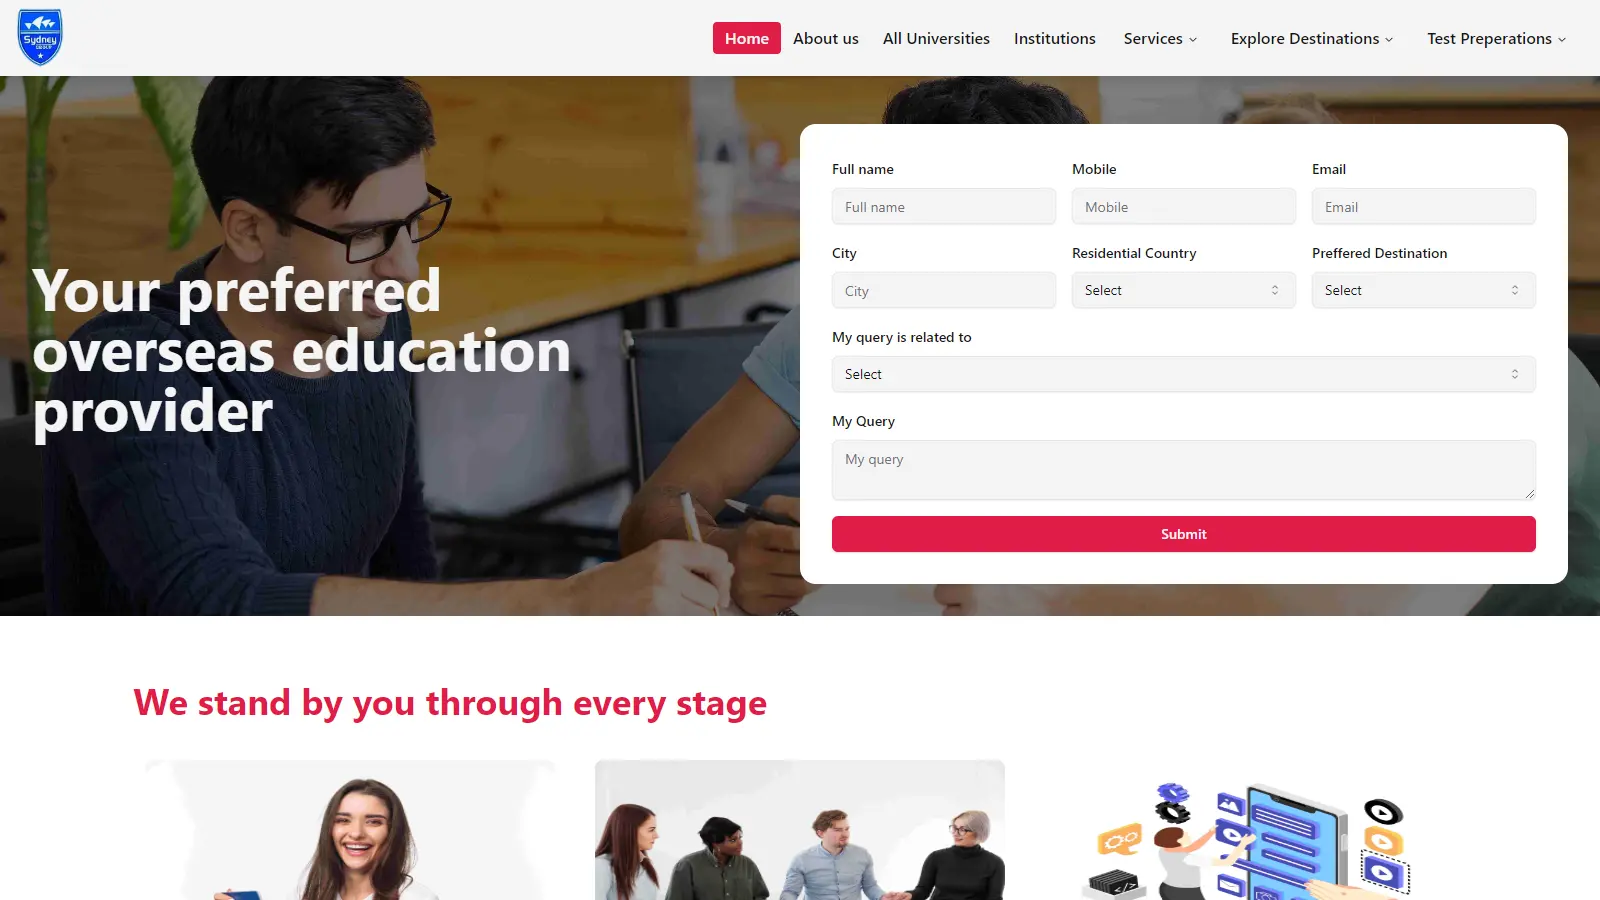 Sydney
GROUP
Home
About us
All Universities
Institutions
Services
Explore Destinations
Test Preperations
Your preferred
overseas education
provider
Full name
Mobile
Email
Full name
Mobile
Email
City
Residential Country
Preffered Destination
City
Select
Select
My query is related to
Select
My Query
My query
Submit
We stand by you through every stage